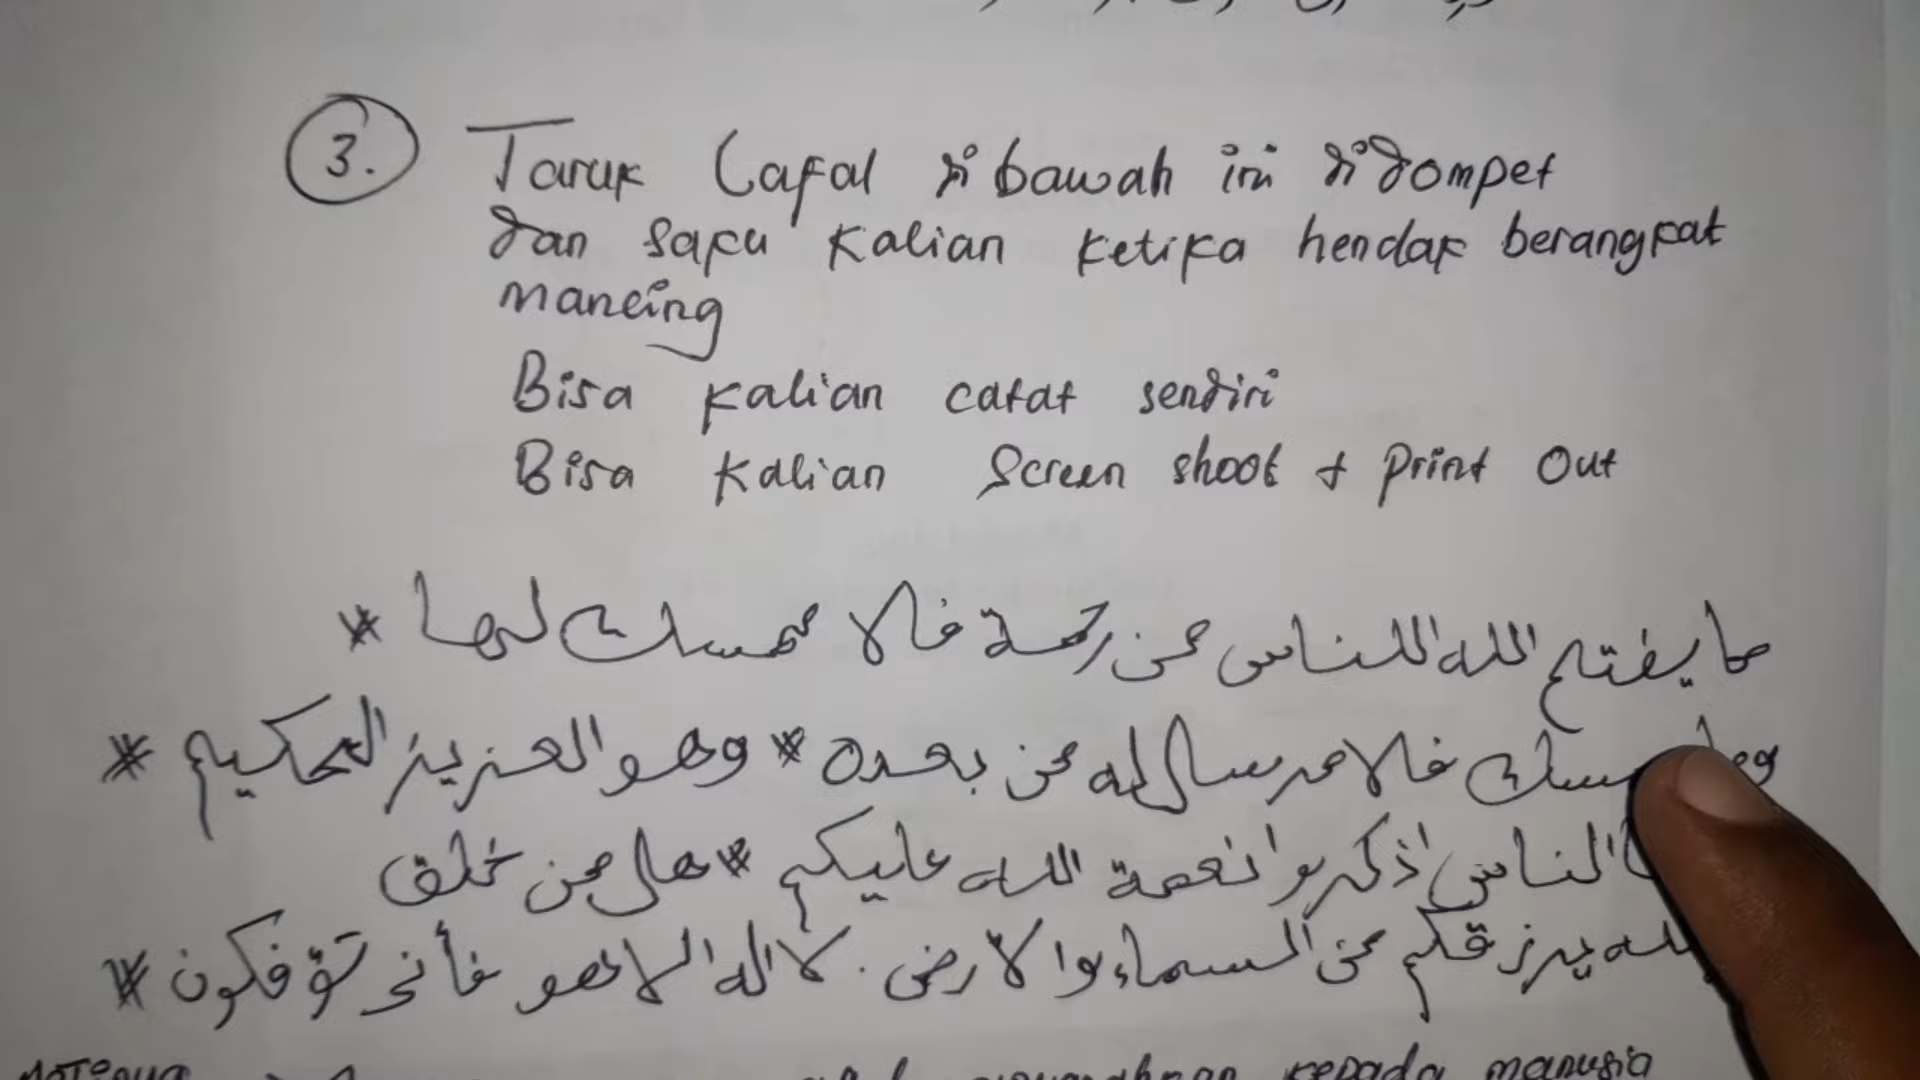 3. Taruk Lafal di bawah ini di dompet
dan saku kalian ketika hendak berangkat
mancing
Bisa kalian catat sendiri
Bisa kalian Screen shoot + Print Out
ما يفتح الله للناس من رحمة فلا ممسك لها *
فلا مرسل له من بعده * وهو العزيز الحكيم *
الناس اذكروا نعمة الله عليكم * هل من خلق
يرزقكم من السماء والارض. لا اله الا هو فأنى تؤفكون *
Artinya kepada manusia